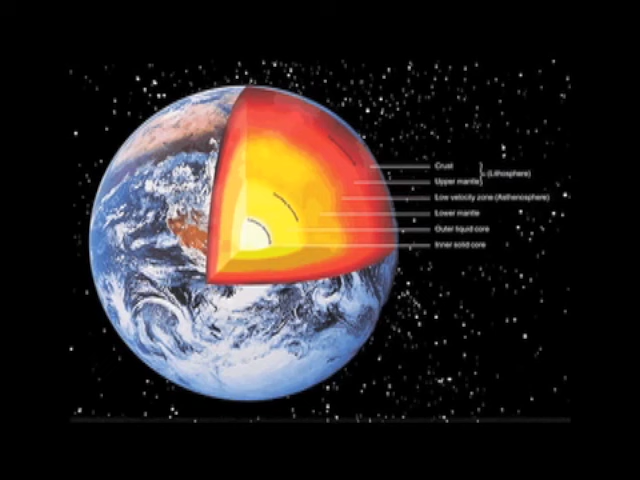 Crust
(Lithosphere)
Upper mantle
Low velocity zone (Asthenosphere)
Lower mantle
Outer liquid core
Inner solid core